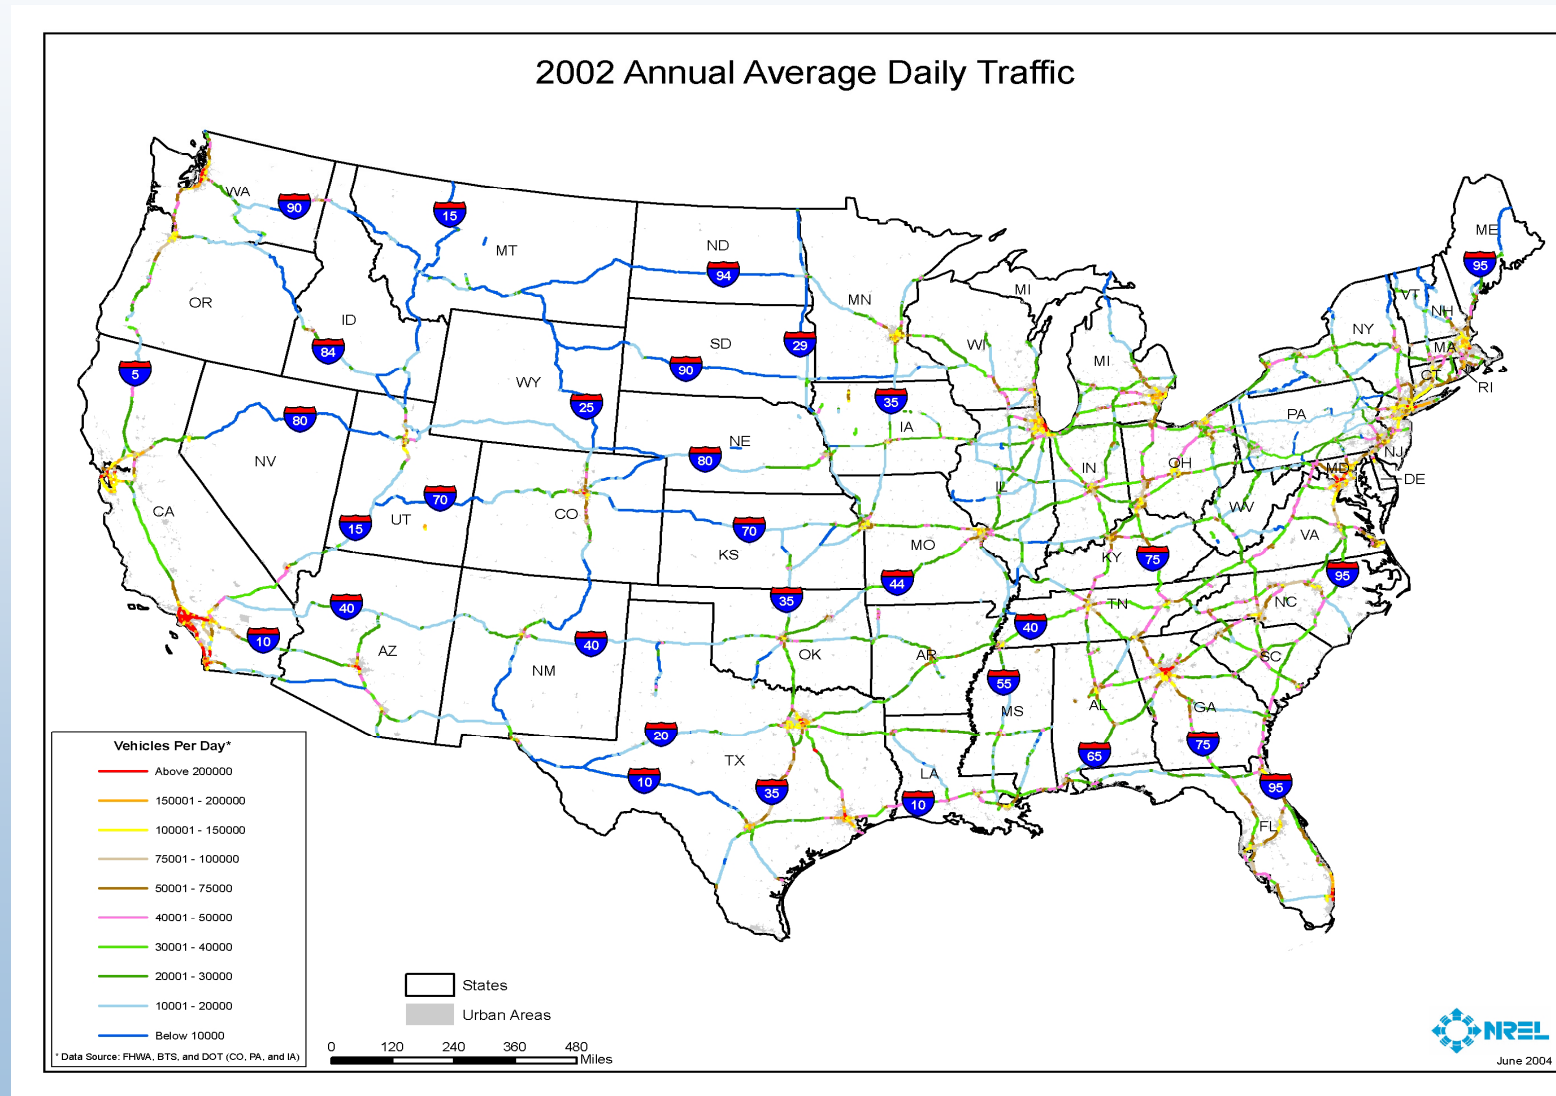 2002 Annual Average Daily Traffic
WA
90
15
MT
ND
94
ME
95
MN
MI
OR
ID
84
5
SD
90
29
WI
MI
NY
VT
NH
MA
CT
RI
WY
25
35
IA
PA
80
NV
NE
80
IN
OH
NJ
MD
DE
IL
CA
70
15
UT
CO
70
KS
MO
WV
VA
KY
75
44
95
40
35
TN
NC
40
10
AZ
40
NM
OK
AR
SC
55
MS
AL
GA
20
TX
10
35
LA
10
65
75
95
FL
Vehicles Per Day*
Above 200000
150001 - 200000
100001 - 150000
75001 - 100000
50001 - 75000
40001 - 50000
30001 - 40000
20001 - 30000
10001 - 20000
Below 10000
* Data Source: FHWA, BTS, and DOT (CO, PA, and IA)
States
Urban Areas
0 120 240 360 480
Miles
NREL
June 2004